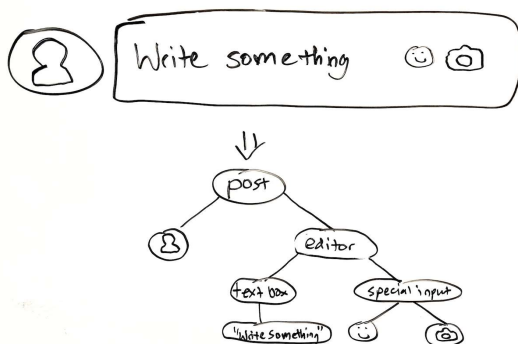 Write something
post
editor
text box
special input
"Write something"